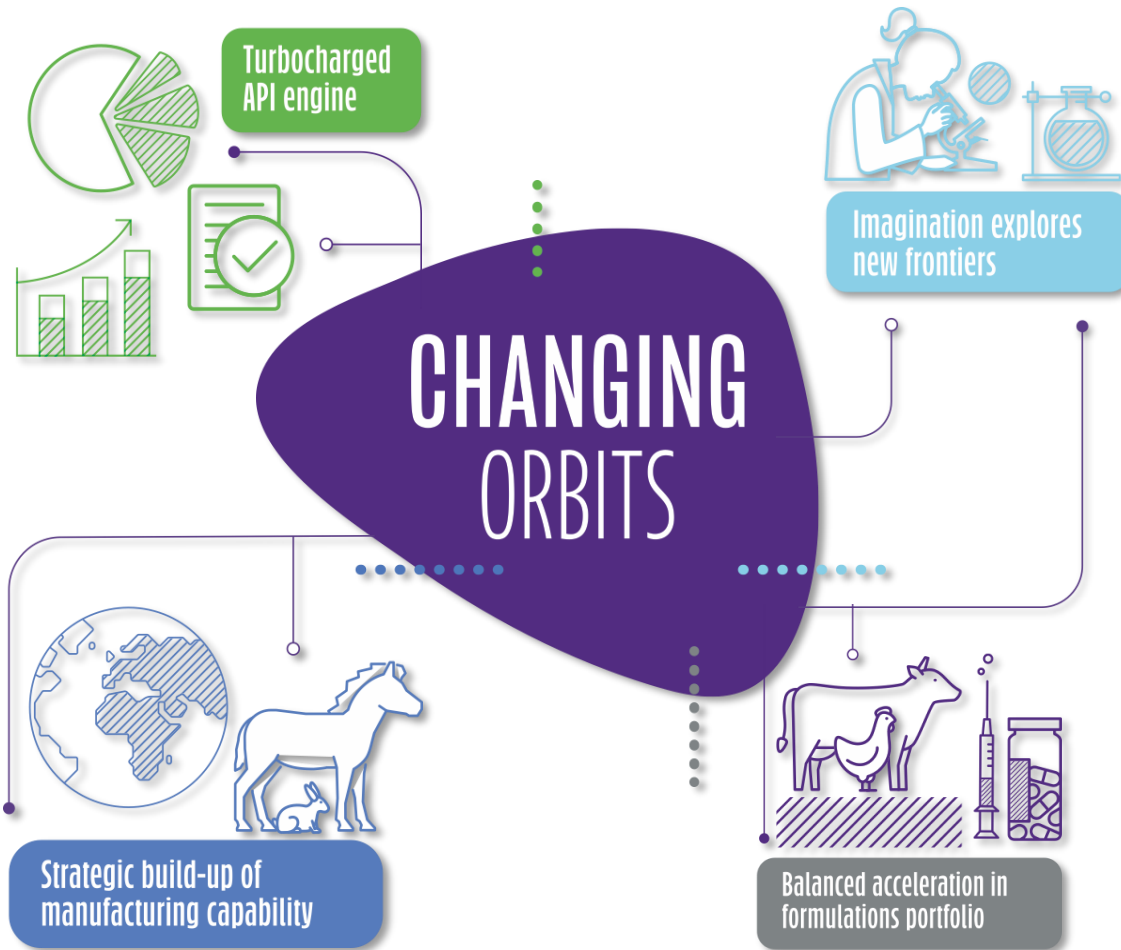 Turbocharged
API engine
Imagination explores
new frontiers
CHANGING
ORBITS
Strategic build-up of
manufacturing capability
Balanced acceleration in
formulations portfolio